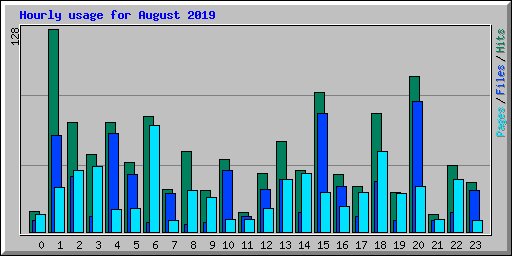 Hourly usage for August 2019
128
Pages/Files/Hits
0 1 2 3 4 5 6 7 8 9 10 11 12 13 14 15 16 17 18 19 20 21 22 23